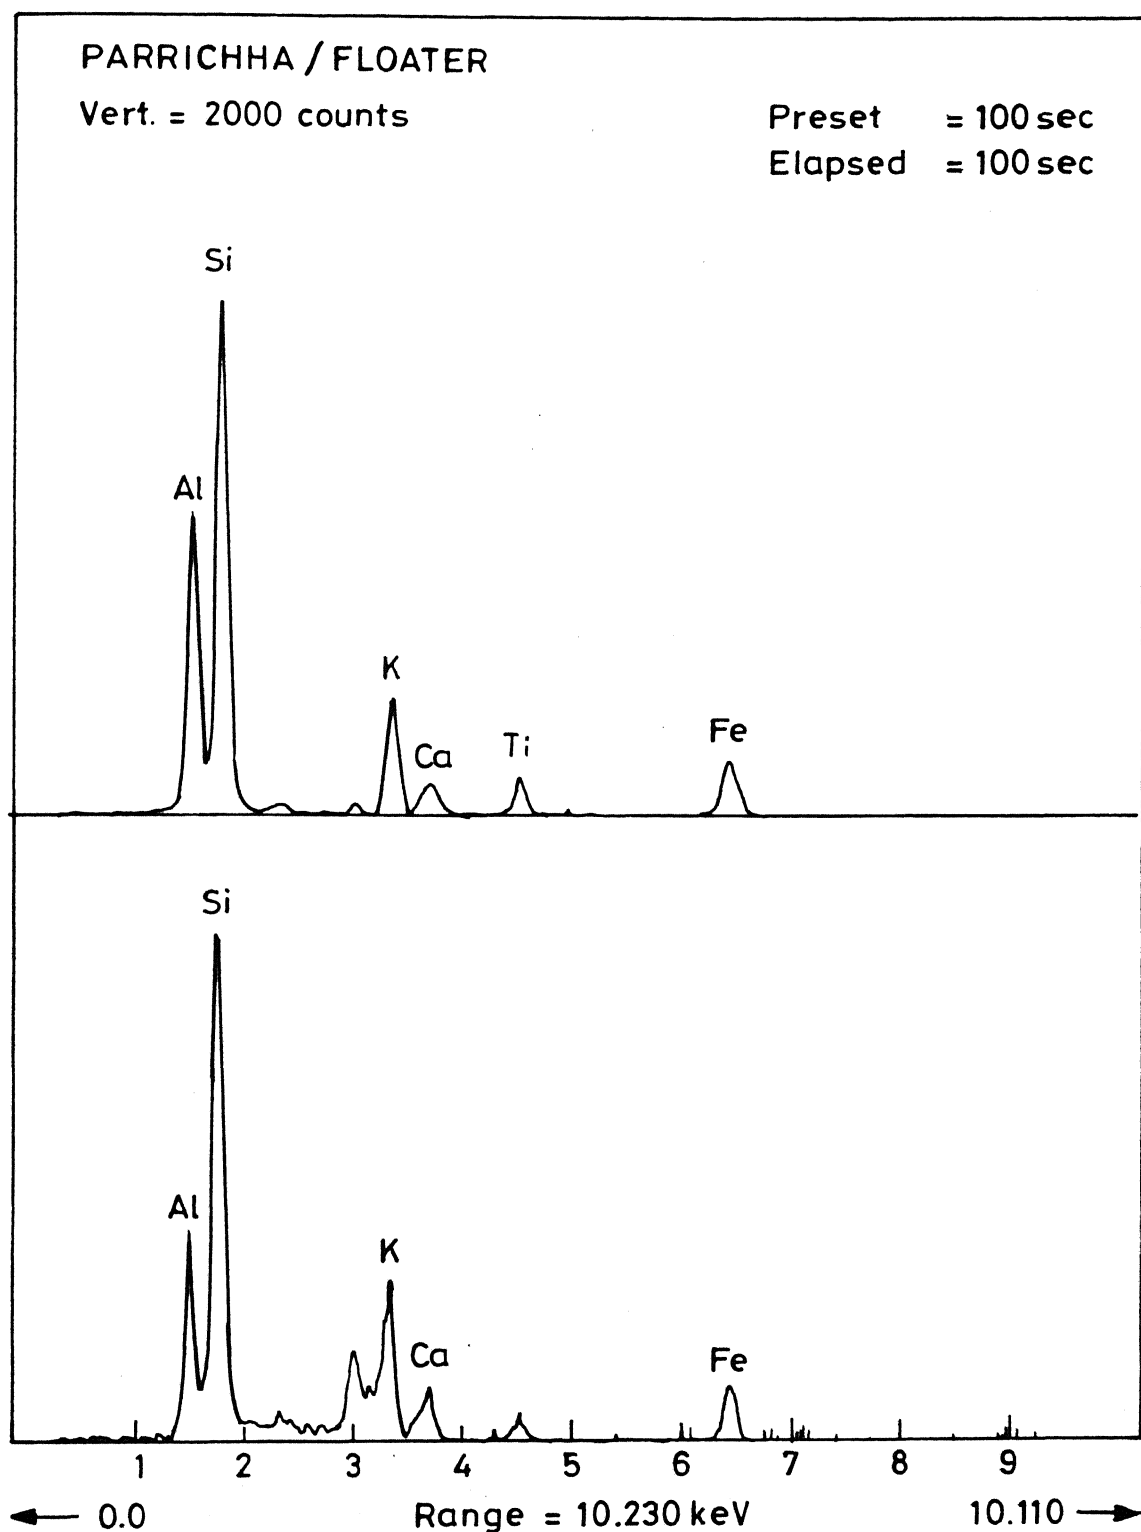 PARRICHHA / FLOATER
Vert. = 2000 counts
Preset = 100 sec
Elapsed = 100 sec
Si
Al
K
Ca
Ti
Fe
Si
Al
K
Ca
Fe
1 2 3 4 5 6 7 8 9
0.0 Range = 10.230 keV 10.110